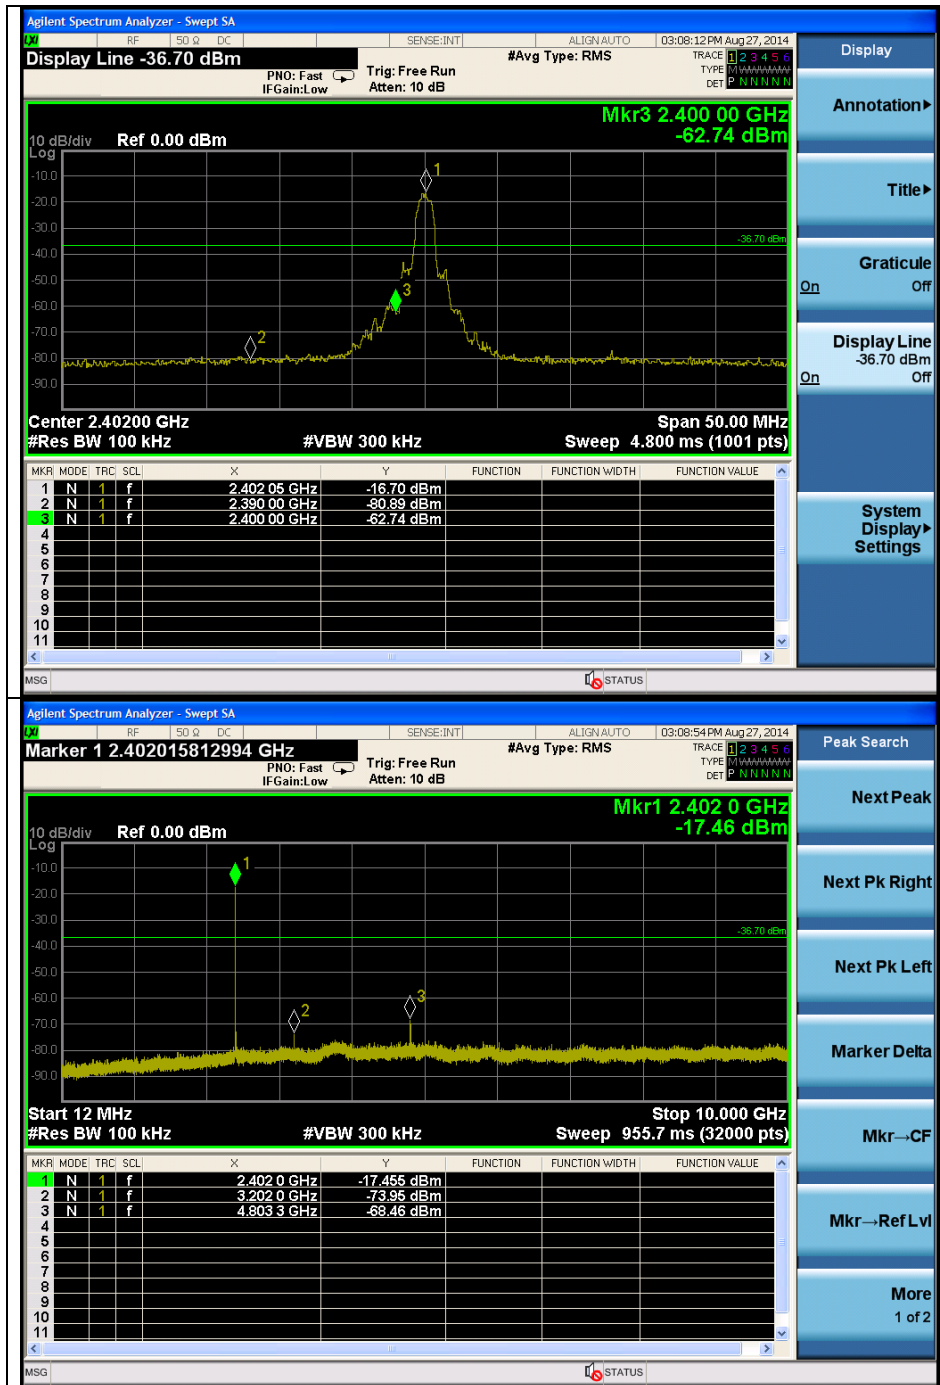 Agilent Spectrum Analyzer - Swept SA
LXI RF 50 Ω DC SENSE:INT ALIGN AUTO 03:08:12 PM Aug 27, 2014
Display Line -36.70 dBm
#Avg Type: RMS
TRACE 1 2 3 4 5 6
TYPE M
DET P N N N N N
PNO: Fast
IFGain:Low
Trig: Free Run
Atten: 10 dB
Mkr3 2.400 00 GHz
-62.74 dBm
10 dB/div Ref 0.00 dBm
Log
-10.0
-20.0
-30.0
-40.0
-50.0
-60.0
-70.0
-80.0
-90.0
1
2
3
-36.70 dBm
Center 2.40200 GHz Span 50.00 MHz
#Res BW 100 kHz #VBW 300 kHz Sweep 4.800 ms (1001 pts)
MKR MODE TRC SCL X Y FUNCTION FUNCTION WIDTH FUNCTION VALUE
1 N 1 f 2.402 05 GHz -16.70 dBm
2 N 1 f 2.390 00 GHz -80.89 dBm
3 N 1 f 2.400 00 GHz -62.74 dBm
4
5
6
7
8
9
10
11
MSG STATUS
Display
Annotation
Title
Graticule
On Off
Display Line
-36.70 dBm
On Off
System
Display
Settings
Agilent Spectrum Analyzer - Swept SA
LXI RF 50 Ω DC SENSE:INT ALIGN AUTO 03:08:54 PM Aug 27, 2014
Marker 1 2.402015812994 GHz
#Avg Type: RMS
TRACE 1 2 3 4 5 6
TYPE M
DET P N N N N N
PNO: Fast
IFGain:Low
Trig: Free Run
Atten: 10 dB
Mkr1 2.402 0 GHz
-17.46 dBm
10 dB/div Ref 0.00 dBm
Log
-10.0
-20.0
-30.0
-40.0
-50.0
-60.0
-70.0
-80.0
-90.0
1
2
3
-36.70 dBm
Start 12 MHz Stop 10.000 GHz
#Res BW 100 kHz #VBW 300 kHz Sweep 955.7 ms (32000 pts)
MKR MODE TRC SCL X Y FUNCTION FUNCTION WIDTH FUNCTION VALUE
1 N 1 f 2.402 0 GHz -17.455 dBm
2 N 1 f 3.202 0 GHz -73.95 dBm
3 N 1 f 4.803 3 GHz -68.46 dBm
4
5
6
7
8
9
10
11
MSG STATUS
Peak Search
Next Peak
Next Pk Right
Next Pk Left
Marker Delta
Mkr→CF
Mkr→Ref Lvl
More
1 of 2